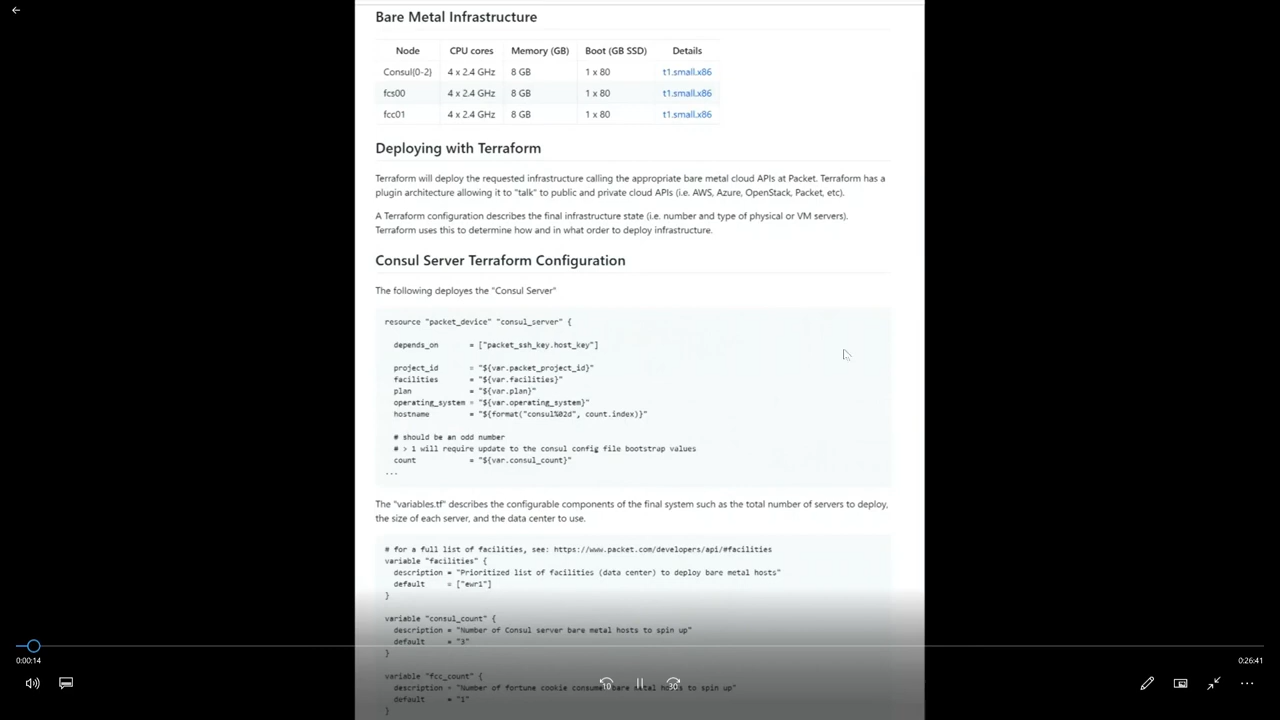 Bare Metal Infrastructure
Node CPU cores Memory (GB) Boot (GB SSD) Details
Consul(0-2) 4 x 2.4 GHz 8 GB 1 x 80 t1.small.x86
fcs00 4 x 2.4 GHz 8 GB 1 x 80 t1.small.x86
fcc01 4 x 2.4 GHz 8 GB 1 x 80 t1.small.x86
Deploying with Terraform
Terraform will deploy the requested infrastructure calling the appropriate bare metal cloud APIs at Packet. Terraform has a
plugin architecture allowing it to "talk" to public and private cloud APIs (i.e. AWS, Azure, OpenStack, Packet, etc).
A Terraform configuration describes the final infrastructure state (i.e. number and type of physical or VM servers).
Terraform uses this to determine how and in what order to deploy infrastructure.
Consul Server Terraform Configuration
The following deployes the "Consul Server"
resource "packet_device" "consul_server" {
depends_on = ["packet_ssh_key.host_key"]
project_id = "${var.packet_project_id}"
facilities = "${var.facilities}"
plan = "${var.plan}"
operating_system = "${var.operating_system}"
hostname = "${format("consul%02d", count.index)}"
# should be an odd number
# > 1 will require update to the consul config file bootstrap values
count = "${var.consul_count}"
...
The "variables.tf" describes the configurable components of the final system such as the total number of servers to deploy,
the size of each server, and the data center to use.
# for a full list of facilities, see: https://www.packet.com/developers/api/#facilities
variable "facilities" {
description = "Prioritized list of facilities (data center) to deploy bare metal hosts"
default = ["ewr1"]
}
variable "consul_count" {
description = "Number of Consul server bare metal hosts to spin up"
default = "3"
}
0:00:14 0:26:41
variable "fcc_count" {
description = "Number of fortune cookie consumer bare metal hosts to spin up"
default = "1"
}
10 30